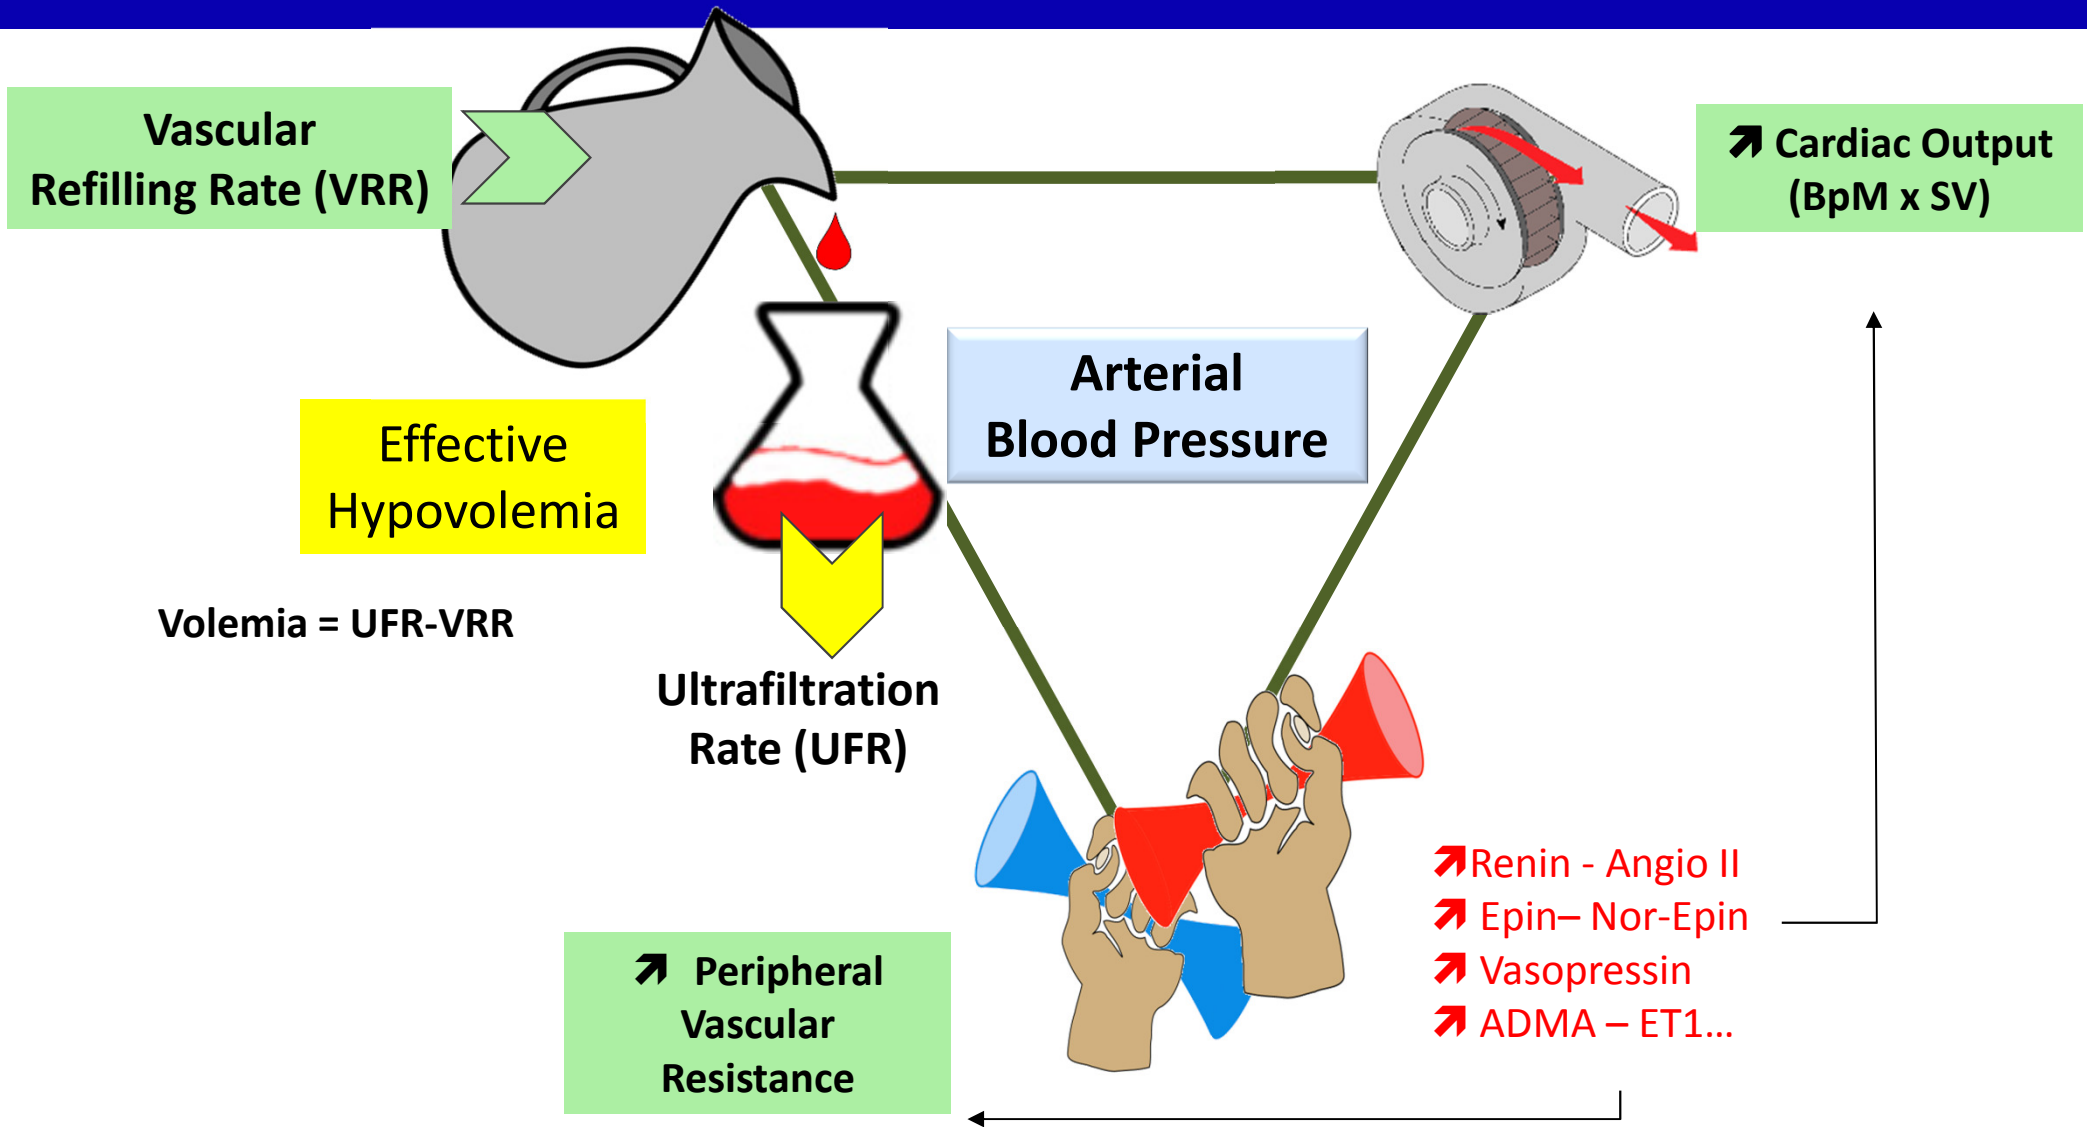 Vascular
Refilling Rate (VRR)
↗ Cardiac Output
(BpM x SV)
Arterial
Blood Pressure
Effective
Hypovolemia
Volemia = UFR-VRR
Ultrafiltration
Rate (UFR)
↗Renin - Angio II
↗ Epin– Nor-Epin
↗ Vasopressin
↗ ADMA – ET1...
↗ Peripheral
Vascular
Resistance